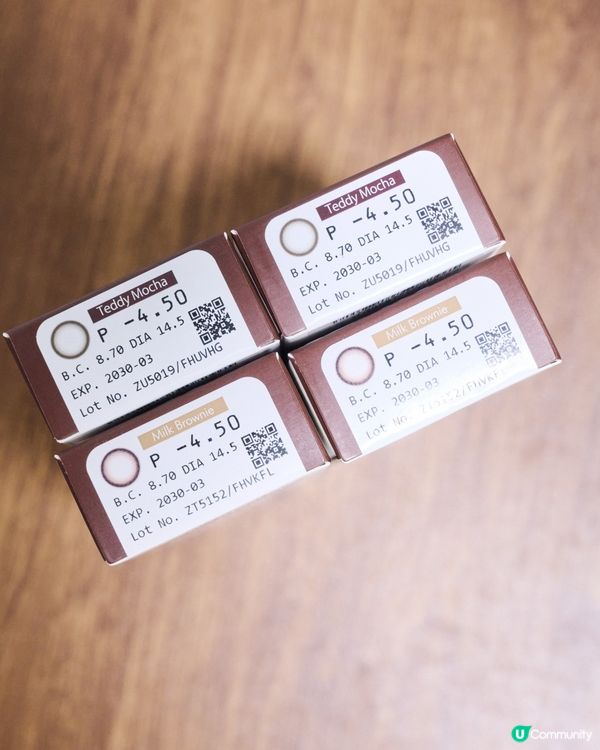 Teddy Mocha
P -4.50
B.C. 8.70 DIA 14.5
EXP. 2030-03
Lot No. ZU5019/FHUVHG
Teddy Mocha
P -4.50
B.C. 8.70 DIA 14.5
EXP. 2030-03
Lot No. ZU5019/FHUVHG
Milk Brownie
P -4.50
B.C. 8.70 DIA 14.5
EXP. 2030-03
Lot No. ZT5152/FHVKFL
Milk Brownie
P -4.50
B.C. 8.70 DIA 14.5
EXP. 2030-03
Lot No.
U Community